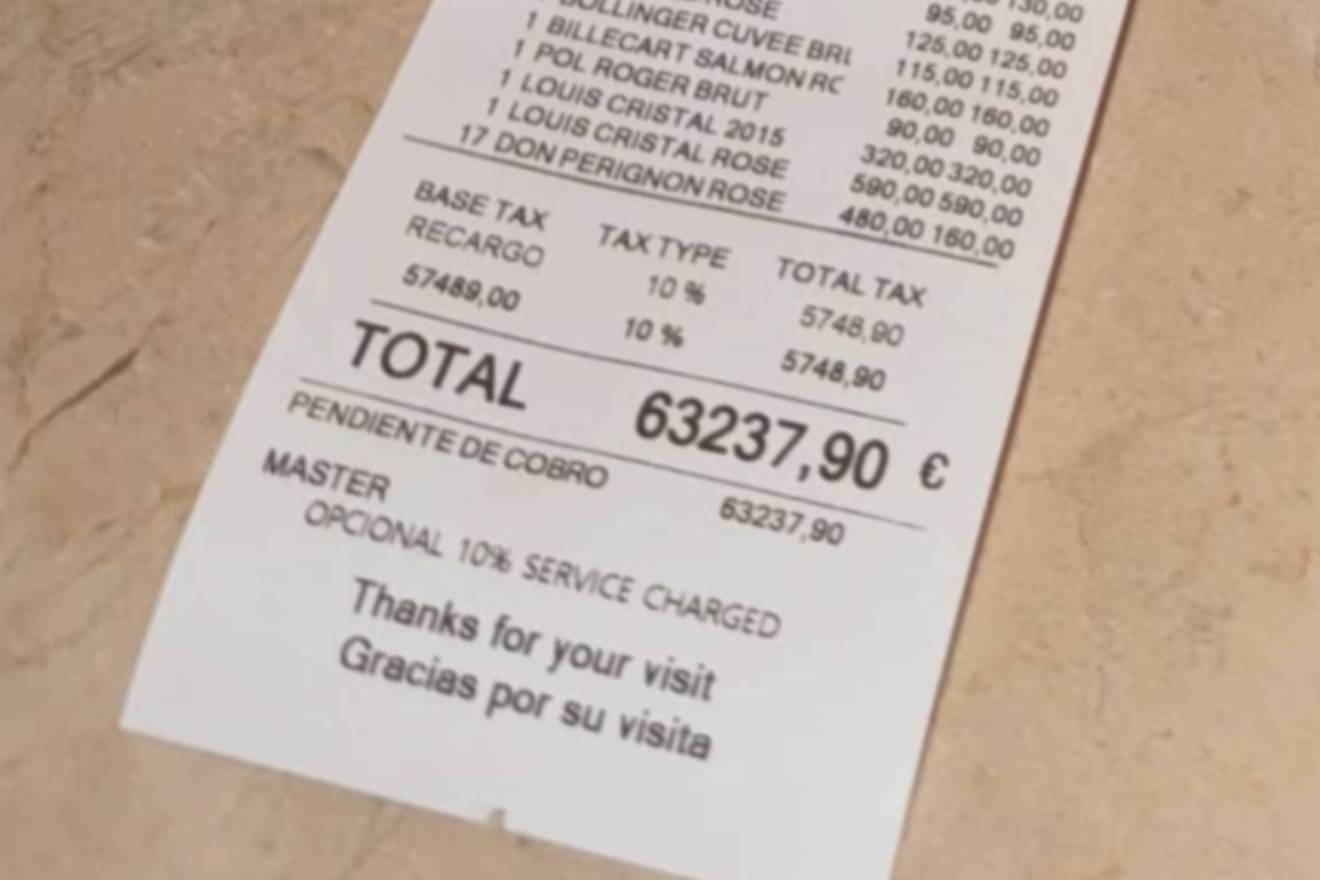 130,00
95,00 95,00
ROSE 125,00 125,00
BOLLINGER CUVEE BRL 115,00 115,00
1 BILLECART SALMON RC 160,00 160,00
1 POL ROGER BRUT 90,00 90,00
1 LOUIS CRISTAL 2015 320,00 320,00
1 LOUIS CRISTAL ROSE 590,00 590,00
17 DON PERIGNON ROSE 480,00 160,00
BASE TAX TAX TYPE TOTAL TAX
RECARGO 10 % 5748,90
57489,00 10 % 5748,90
TOTAL 63237,90 €
PENDIENTE DE COBRO 63237,90
MASTER
OPCIONAL 10% SERVICE CHARGED
Thanks for your visit
Gracias por su visita